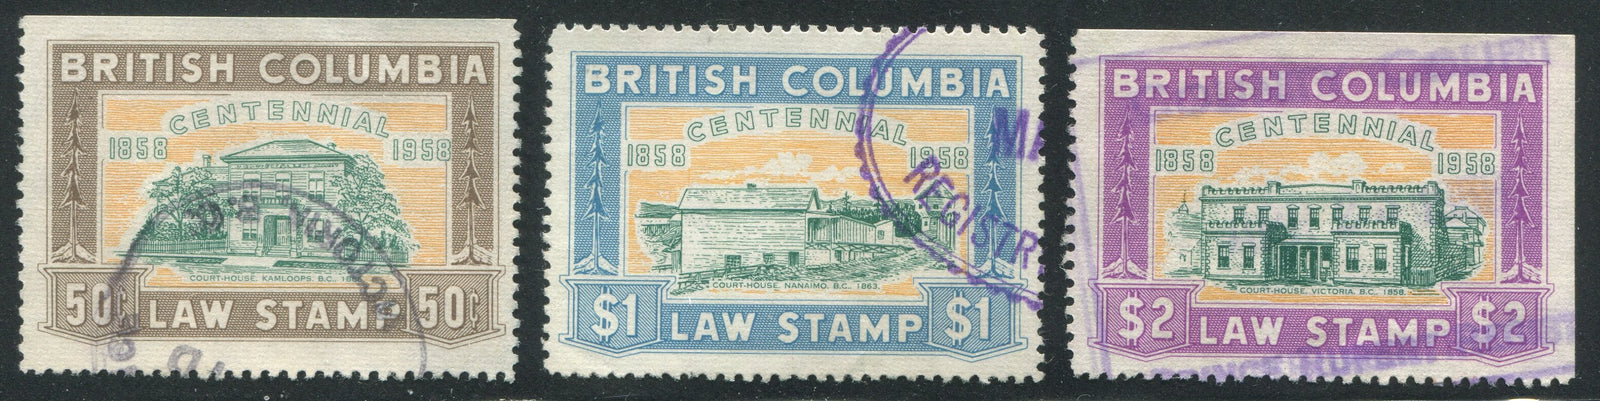 BRITISH COLUMBIA
CENTENNIAL
1858 1958
COURT-HOUSE, KAMLOOPS, B.C.
50¢ LAW STAMP 50¢
BRITISH COLUMBIA
CENTENNIAL
1858 1958
COURT-HOUSE, NANAIMO, B.C. 1863.
$1 LAW STAMP $1
REGISTR
BRITISH COLUMBIA
CENTENNIAL
1858 1958
COURT-HOUSE, VICTORIA, B.C. 1858.
$2 LAW STAMP $2